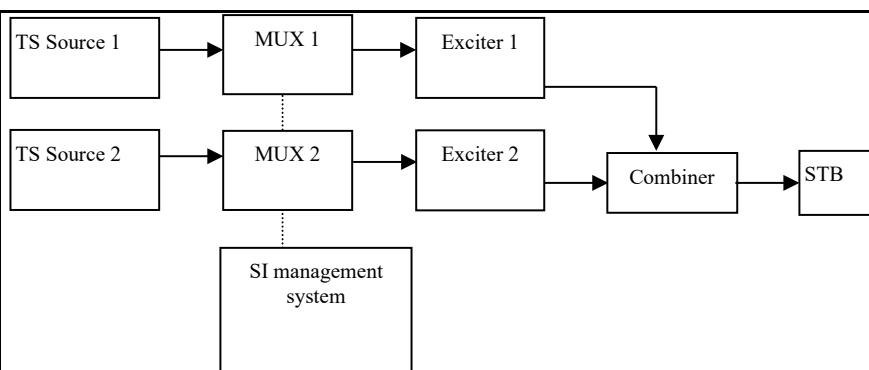 TS Source 1
MUX 1
Exciter 1
TS Source 2
MUX 2
Exciter 2
Combiner
STB
SI management
system